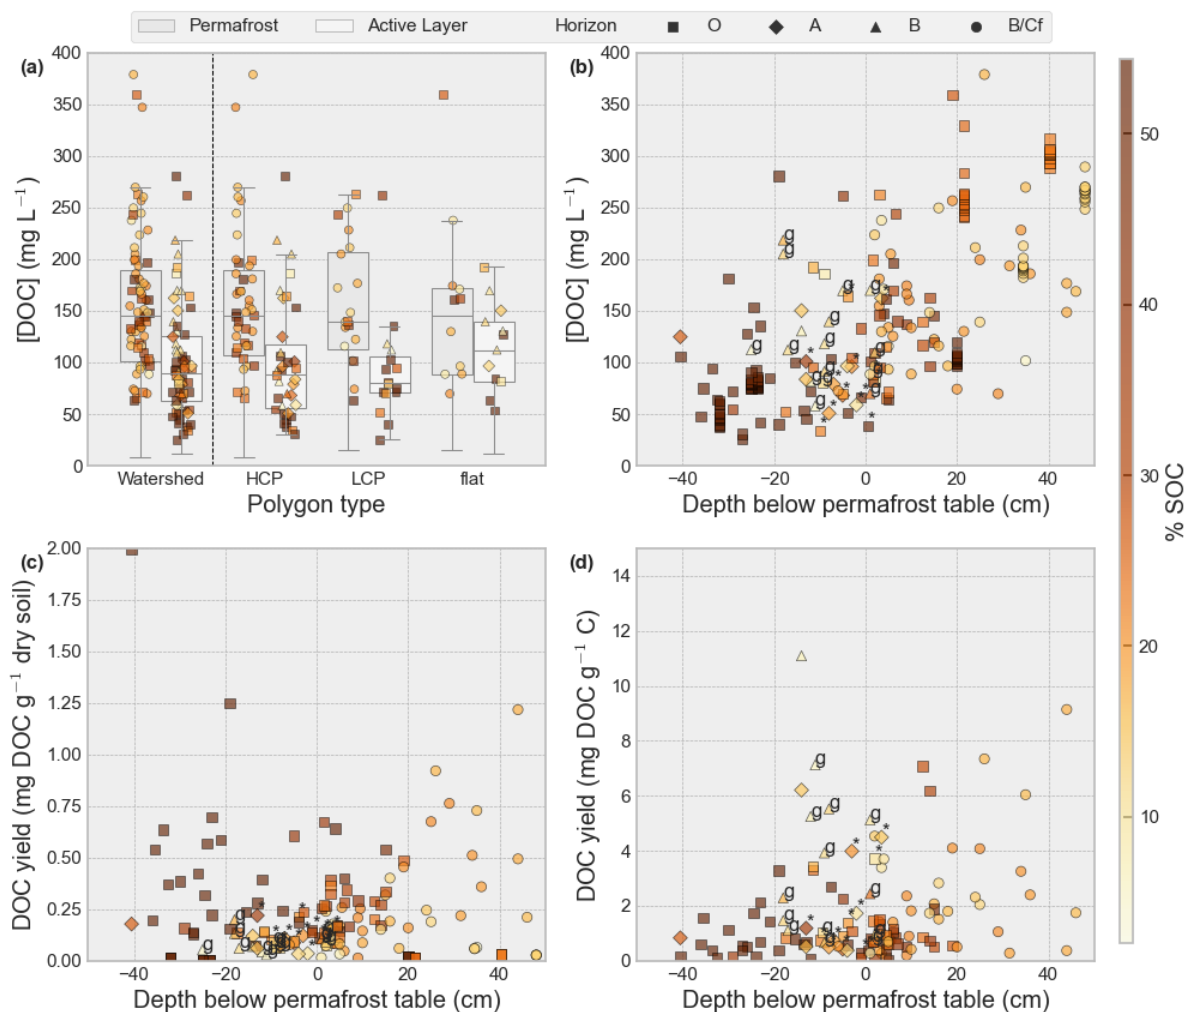 Permafrost Active Layer Horizon O A B B/Cf
(a)
400
350
300
250
200
150
100
50
0
[DOC] (mg L⁻¹)
Watershed HCP LCP flat
Polygon type
(b)
400
350
300
250
200
150
100
50
0
[DOC] (mg L⁻¹)
g
g
g * g *
g
g g g
* *
g g g * * g
g * * g *
* *
−40 −20 0 20 40
Depth below permafrost table (cm)
(c)
2.00
1.75
1.50
1.25
1.00
0.75
0.50
0.25
0.00
DOC yield (mg DOC g⁻¹ dry soil)
−40 −20 0 20 40
Depth below permafrost table (cm)
(d)
14
12
10
8
6
4
2
0
DOC yield (mg DOC g⁻¹ C)
−40 −20 0 20 40
Depth below permafrost table (cm)
50
40
30
20
10
% SOC